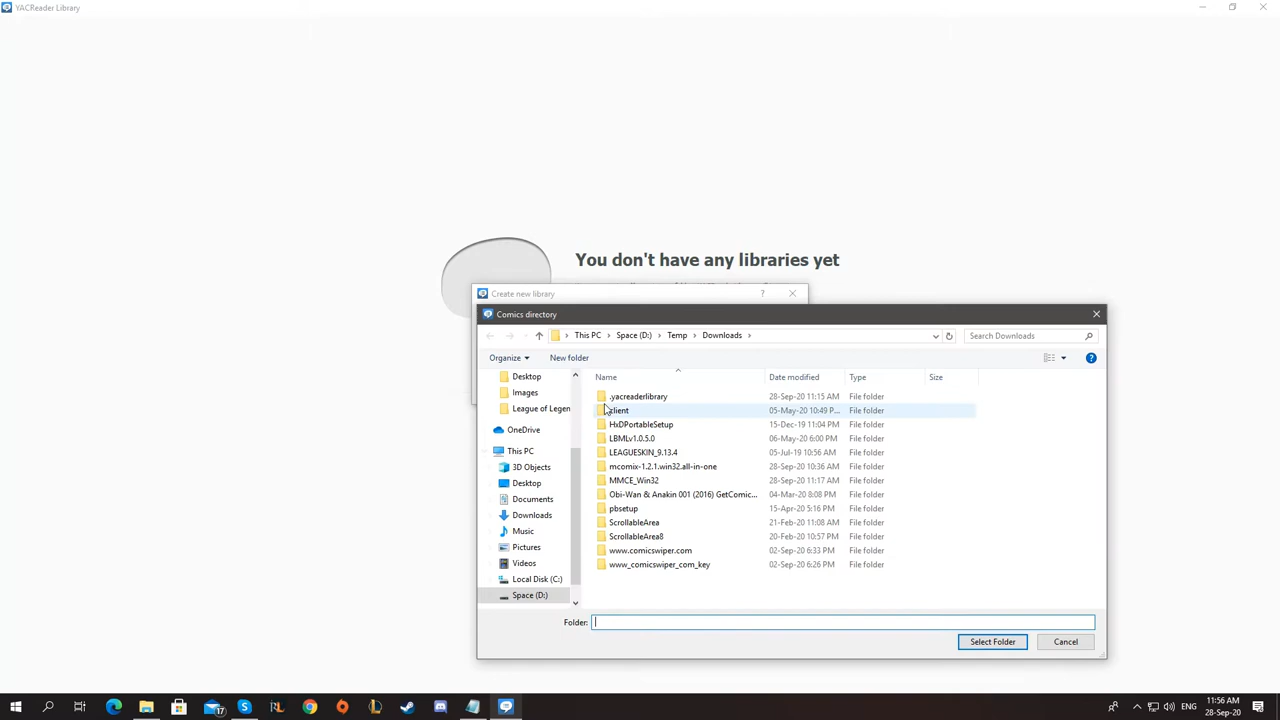 YACReader Library
You don't have any libraries yet
Create new library
?
Comics directory
This PC > Space (D:) > Temp > Downloads >
Search Downloads
Organize
New folder
Name
Date modified
Type
Size
Desktop
Images
League of Legen
OneDrive
This PC
3D Objects
Desktop
Documents
Downloads
Music
Pictures
Videos
Local Disk (C:)
Space (D:)
.yacreaderlibrary 28-Sep-20 11:15 AM File folder
client 05-May-20 10:49 P... File folder
HxDPortableSetup 15-Dec-19 11:04 PM File folder
LBMLv1.0.5.0 06-May-20 6:00 PM File folder
LEAGUESKIN_9.13.4 05-Jul-19 10:56 AM File folder
mcomix-1.2.1.win32.all-in-one 28-Sep-20 10:36 AM File folder
MMCE_Win32 28-Sep-20 11:17 AM File folder
Obi-Wan & Anakin 001 (2016) GetComic... 04-Mar-20 8:08 PM File folder
pbsetup 15-Apr-20 5:16 PM File folder
ScrollableArea 21-Feb-20 11:08 AM File folder
ScrollableArea8 20-Feb-20 10:57 PM File folder
www.comicswiper.com 02-Sep-20 6:33 PM File folder
www_comicswiper_com_key 02-Sep-20 6:26 PM File folder
Folder:
Select Folder
Cancel
17
ENG
11:56 AM
28-Sep-20